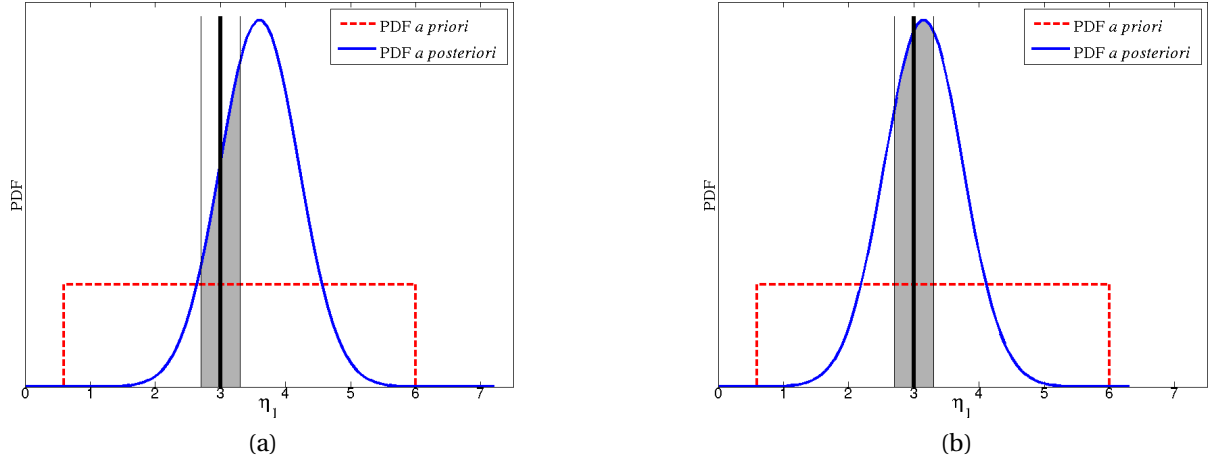 PDF a priori
PDF a posteriori
PDF
0 1 2 3 4 5 6 7
η1
(a)
PDF a priori
PDF a posteriori
PDF
0 1 2 3 4 5 6 7
η1
(b)